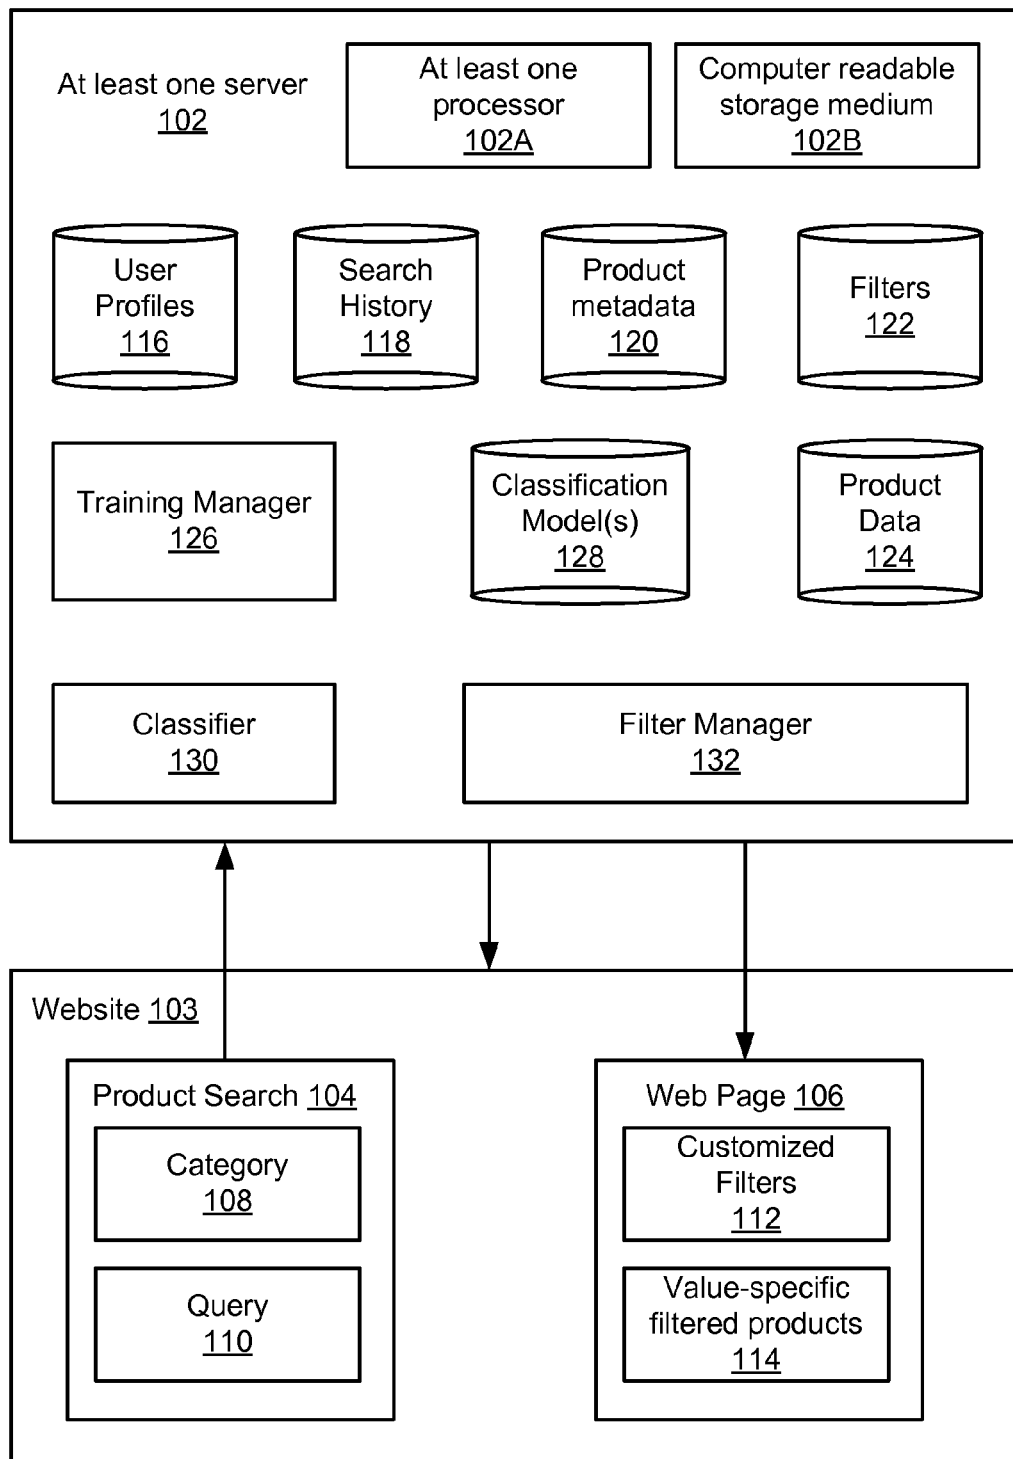 At least one server
102
At least one
processor
102A
Computer readable
storage medium
102B
User
Profiles
116
Search
History
118
Product
metadata
120
Filters
122
Training Manager
126
Classification
Model(s)
128
Product
Data
124
Classifier
130
Filter Manager
132
Website 103
Product Search 104
Category
108
Query
110
Web Page 106
Customized
Filters
112
Value-specific
filtered products
114